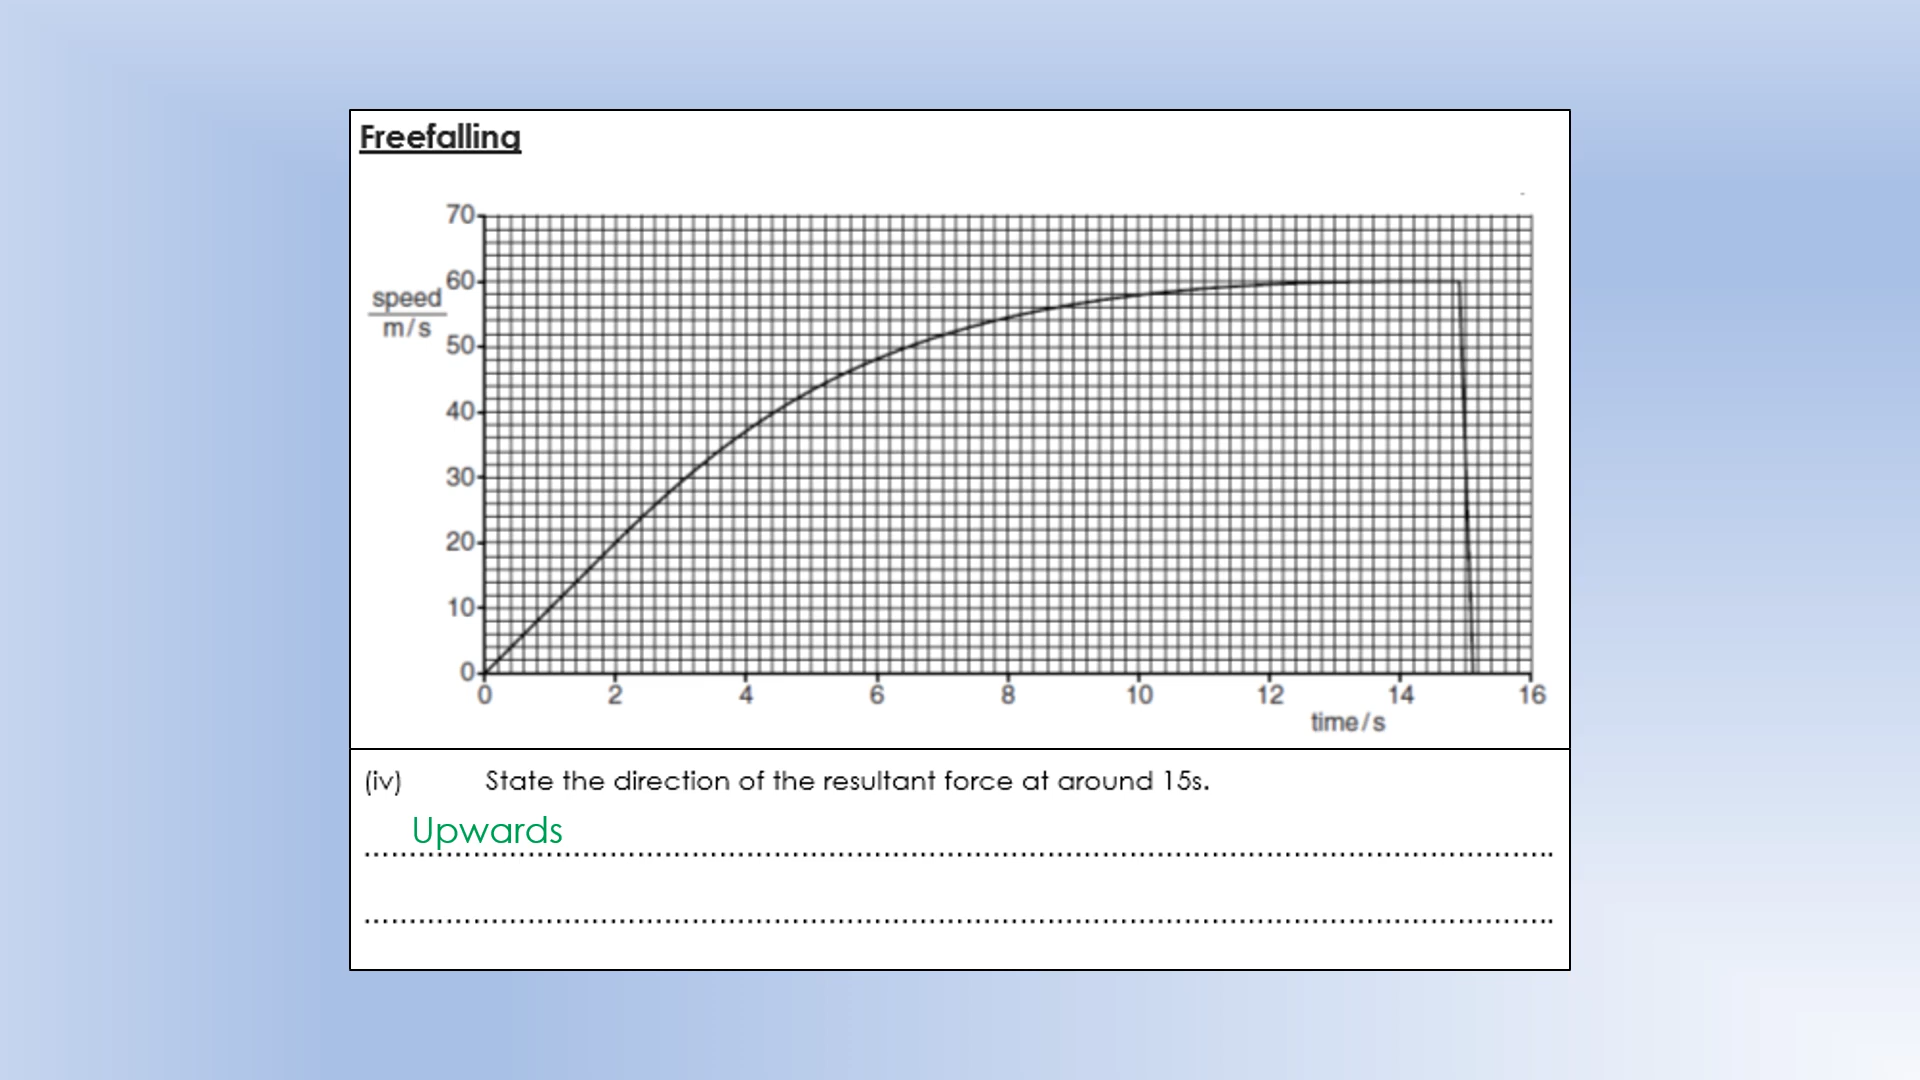 Freefalling
70
60
speed
m/s
50
40
30
20
10
0
0 2 4 6 8 10 12 14 16
time/s
(iv) State the direction of the resultant force at around 15s.
Upwards